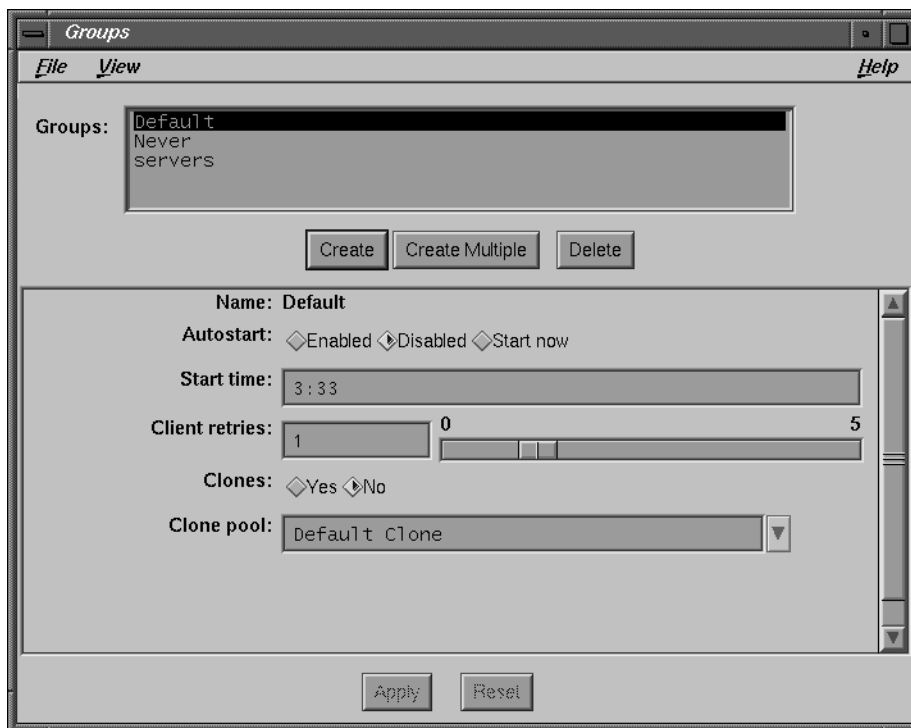 Groups
File View Help
Groups:
Default
Never
servers
Create Create Multiple Delete
Name: Default
Autostart: Enabled Disabled Start now
Start time: 3:33
Client retries: 1 0 5
Clones: Yes No
Clone pool: Default Clone
Apply Reset